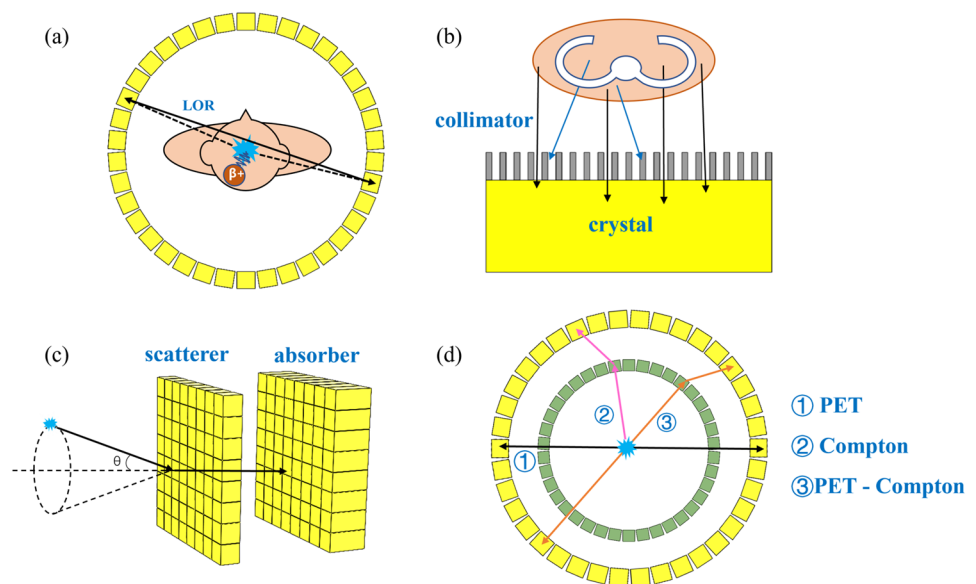 (a)
LOR
β+
(b)
collimator
crystal
(c)
scatterer
absorber
θ
(d)
①
②
③
① PET
② Compton
③PET - Compton